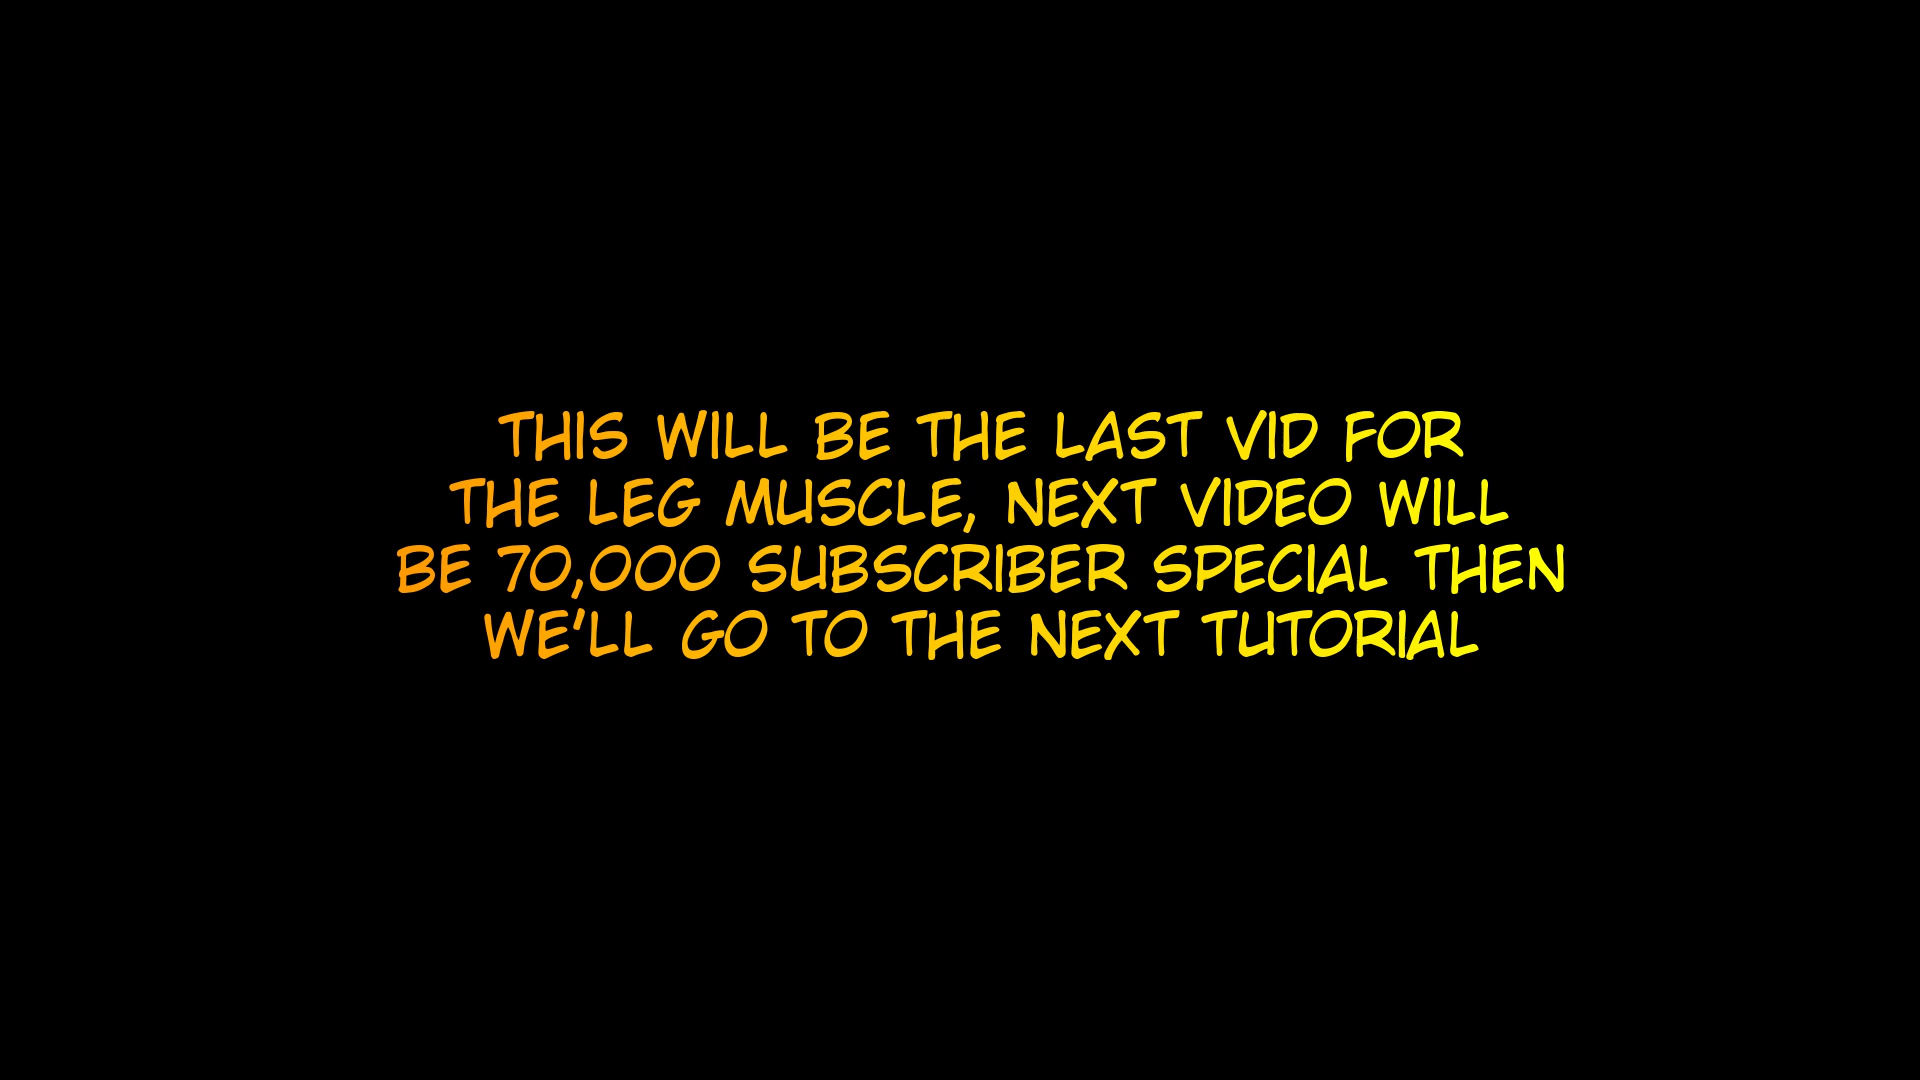 THIS WILL BE THE LAST VID FOR
THE LEG MUSCLE, NEXT VIDEO WILL
BE 70,000 SUBSCRIBER SPECIAL THEN
WE'LL GO TO THE NEXT TUTORIAL